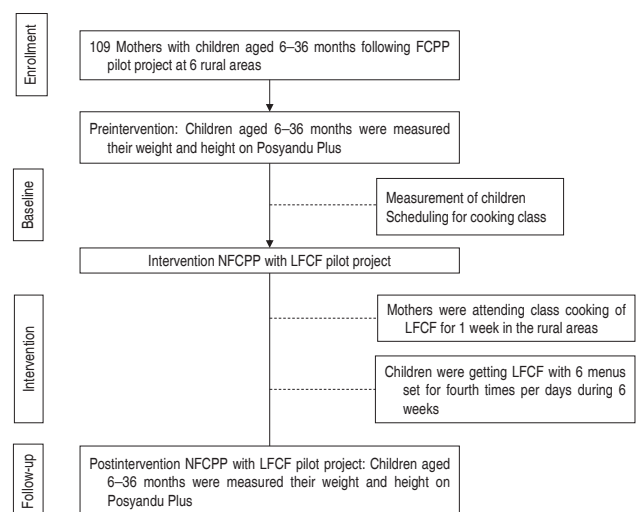 Enrollment
109 Mothers with children aged 6–36 months following FCPP
pilot project at 6 rural areas
Preintervention: Children aged 6–36 months were measured
their weight and height on Posyandu Plus
Baseline
Measurement of children
Scheduling for cooking class
Intervention NFCPP with LFCF pilot project
Intervention
Mothers were attending class cooking of
LFCF for 1 week in the rural areas
Children were getting LFCF with 6 menus
set for fourth times per days during 6
weeks
Follow-up
Postintervention NFCPP with LFCF pilot project: Children aged
6–36 months were measured their weight and height on
Posyandu Plus